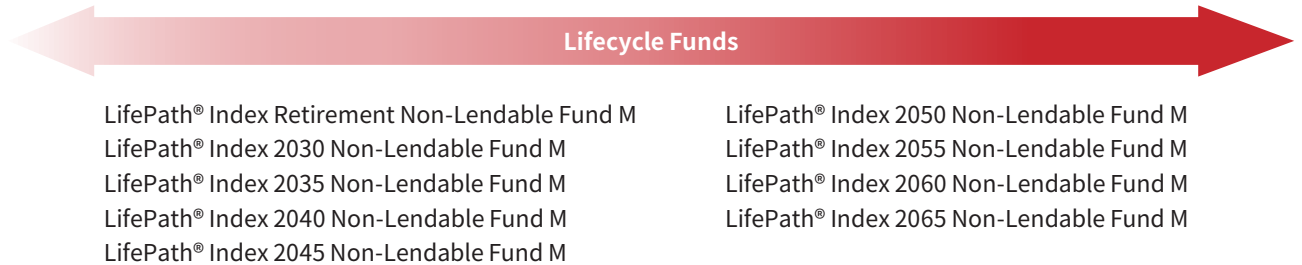 Lifecycle Funds
LifePath® Index Retirement Non-Lendable Fund M
LifePath® Index 2030 Non-Lendable Fund M
LifePath® Index 2035 Non-Lendable Fund M
LifePath® Index 2040 Non-Lendable Fund M
LifePath® Index 2045 Non-Lendable Fund M
LifePath® Index 2050 Non-Lendable Fund M
LifePath® Index 2055 Non-Lendable Fund M
LifePath® Index 2060 Non-Lendable Fund M
LifePath® Index 2065 Non-Lendable Fund M